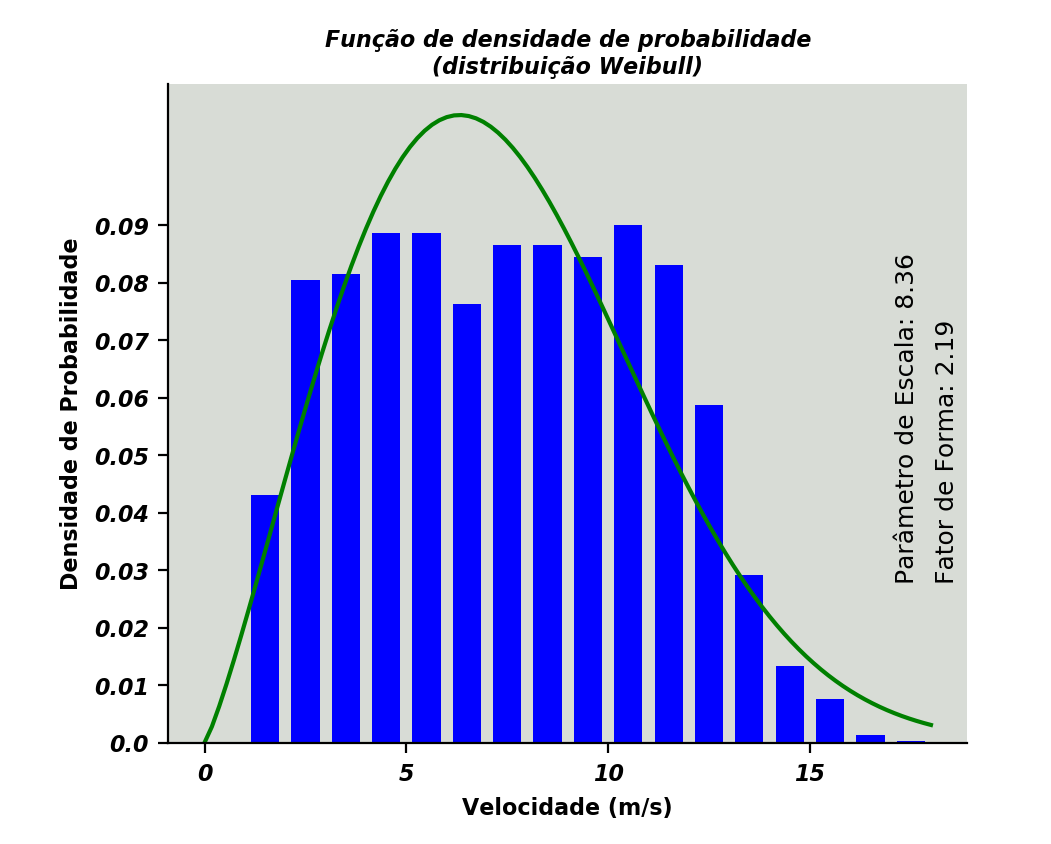 Função de densidade de probabilidade
(distribuição Weibull)
Densidade de Probabilidade
0.09
0.08
0.07
0.06
0.05
0.04
0.03
0.02
0.01
0.0
Parâmetro de Escala: 8.36
Fator de Forma: 2.19
0 5 10 15
Velocidade (m/s)